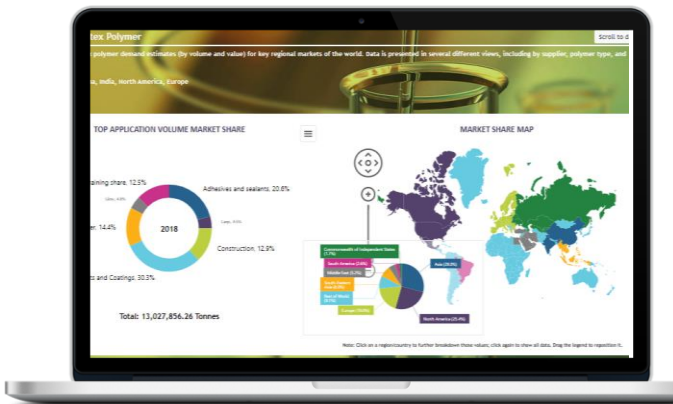 tex Polymer
Scroll to d
polymer demand estimates (by volume and value) for key regional markets of the world. Data is presented in several different views, including by supplier, polymer type, and
India, North America, Europe
TOP APPLICATION VOLUME MARKET SHARE
MARKET SHARE MAP
aining share, 12.3%
Adhesives and sealants, 20.6%
er, 14.4%
2018
Construction, 12.9%
s and Coatings, 30.3%
Commonwealth of Independent States
South America
Middle East
Rest of World
Europe
Asia
North America (25.4%)
Total: 13,027,856.26 Tonnes
Note: Click on a region/country to further breakdown those values; click again to show all data. Drag the legend to reposition it.